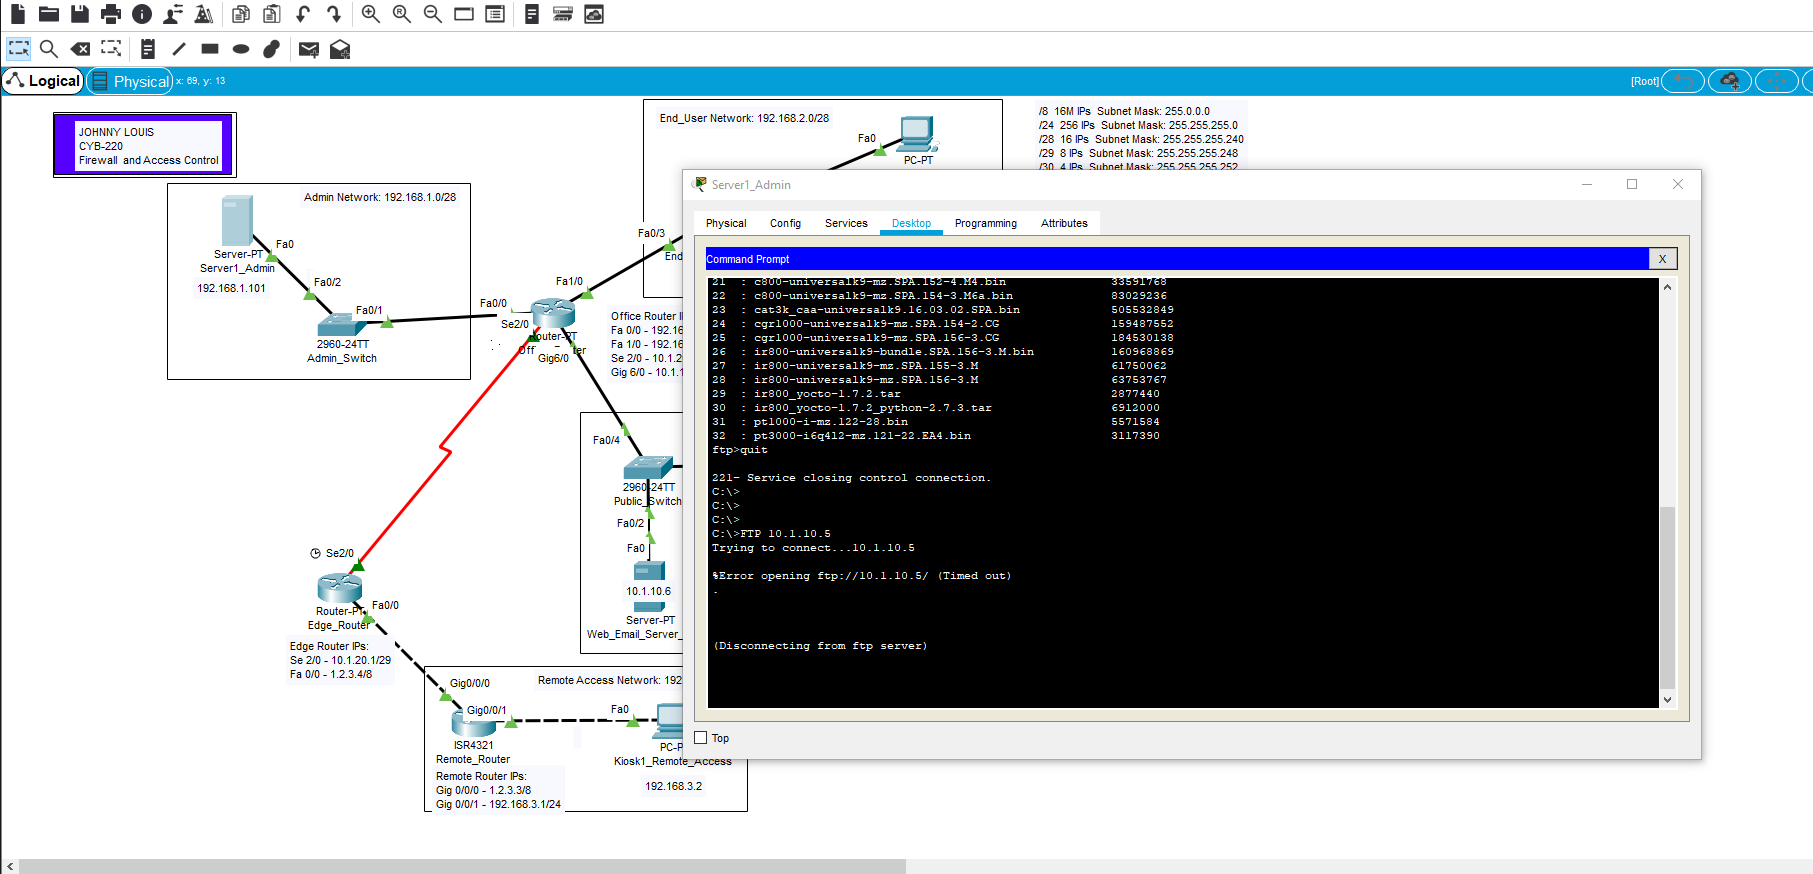 Logical
Physical
x: 69, y: 13
[Root]
JOHNNY LOUIS
CYB-220
Firewall and Access Control
Admin Network: 192.168.1.0/28
Server-PT
Server1_Admin
192.168.1.101
Fa0
Fa0/2
Fa0/1
2960-24TT
Admin_Switch
End_User Network: 192.168.2.0/28
Fa0
PC-PT
/8 16M IPs Subnet Mask: 255.0.0.0
/24 256 IPs Subnet Mask: 255.255.255.0
/28 16 IPs Subnet Mask: 255.255.255.240
/29 8 IPs Subnet Mask: 255.255.255.248
/30 4 IPs Subnet Mask: 255.255.255.252
Fa0/3
End
Fa1/0
Fa0/0
Se2/0
Router-PT
Off
ter
Gig6/0
Office Router I
Fa 0/0 - 192.16
Fa 1/0 - 192.16
Se 2/0 - 10.1.2
Gig 6/0 - 10.1.1
Fa0/4
2960-24TT
Public_Switch
Fa0/2
Fa0
10.1.10.6
Server-PT
Web_Email_Server_
Se2/0
Router-PT
Edge_Router
Fa0/0
Edge Router IPs:
Se 2/0 - 10.1.20.1/29
Fa 0/0 - 1.2.3.4/8
Remote Access Network: 192
Gig0/0/0
Gig0/0/1
Fa0
ISR4321
Remote_Router
PC-P
Kiosk1_Remote_Access
192.168.3.2
Remote Router IPs:
Gig 0/0/0 - 1.2.3.3/8
Gig 0/0/1 - 192.168.3.1/24
Server1_Admin
Physical Config Services Desktop Programming Attributes
Command Prompt
X
21 : c800-universalk9-mz.SPA.152-4.M4.bin 33591768
22 : c800-universalk9-mz.SPA.154-3.M6a.bin 83029236
23 : cat3k_caa-universalk9.16.03.02.SPA.bin 505532849
24 : cgr1000-universalk9-mz.SPA.154-2.CG 159487552
25 : cgr1000-universalk9-mz.SPA.156-3.CG 184530138
26 : ir800-universalk9-bundle.SPA.156-3.M.bin 160968869
27 : ir800-universalk9-mz.SPA.155-3.M 61750062
28 : ir800-universalk9-mz.SPA.156-3.M 63753767
29 : ir800_yocto-1.7.2.tar 2877440
30 : ir800_yocto-1.7.2_python-2.7.3.tar 6912000
31 : pt1000-i-mz.122-28.bin 5571584
32 : pt3000-i6q4l2-mz.121-22.EA4.bin 3117390
ftp>quit
221- Service closing control connection.
C:\>
C:\>
C:\>
C:\>FTP 10.1.10.5
Trying to connect...10.1.10.5
%Error opening ftp://10.1.10.5/ (Timed out)
.
(Disconnecting from ftp server)
Top